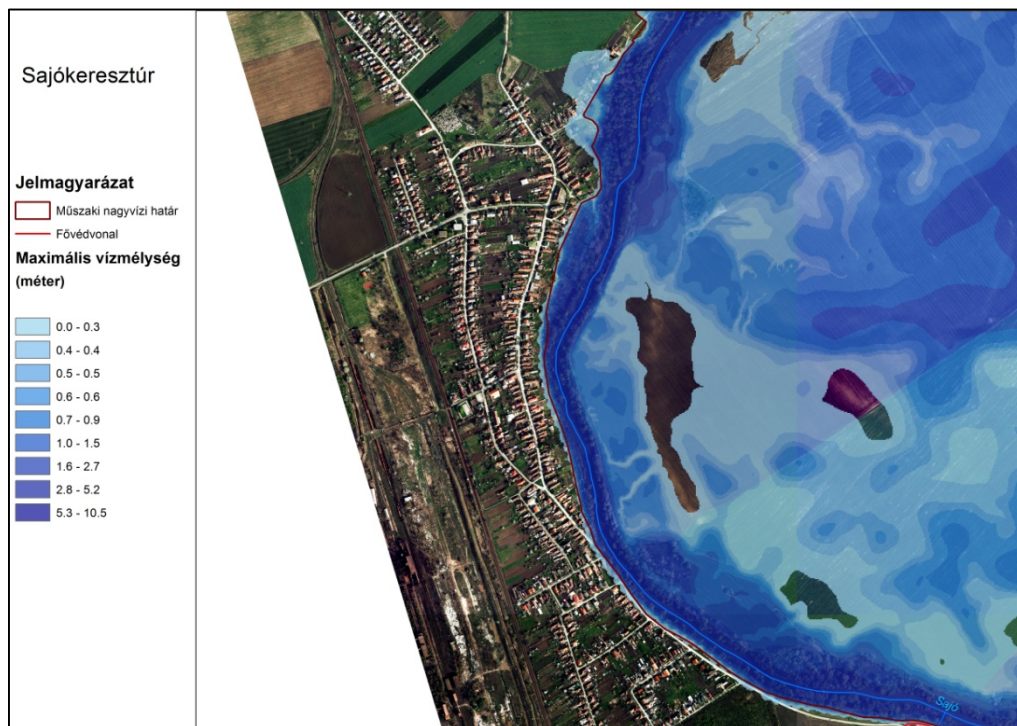 Sajókeresztúr
Jelmagyarázat
Műszaki nagyvízi határ
Fővédvonal
Maximális vízmélység
(méter)
0.0 - 0.3
0.4 - 0.4
0.5 - 0.5
0.6 - 0.6
0.7 - 0.9
1.0 - 1.5
1.6 - 2.7
2.8 - 5.2
5.3 - 10.5
Sajó